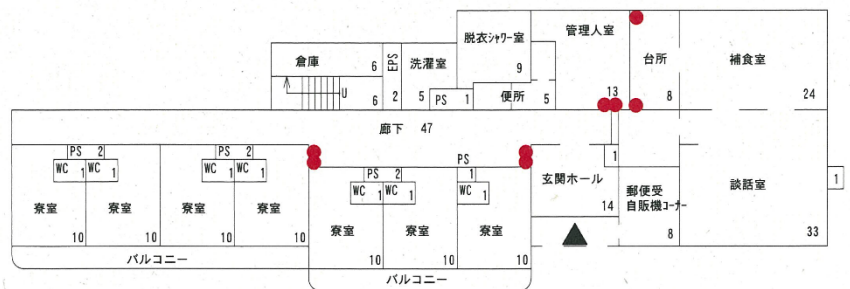 脱衣シャワー室
9
管理人室
13
台所
8
補食室
24
倉庫
6
EPS
2
洗濯室
5
U
6
PS 1
便所
5
廊下 47
PS 2
WC 1
WC 1
PS 2
WC 1
WC 1
PS 2
WC 1
WC 1
PS
1
WC 1
1
玄関ホール
14
郵便受
自販機コーナー
8
談話室
33
1
寮室
10
寮室
10
寮室
10
寮室
10
寮室
10
寮室
10
寮室
10
バルコニー
バルコニー